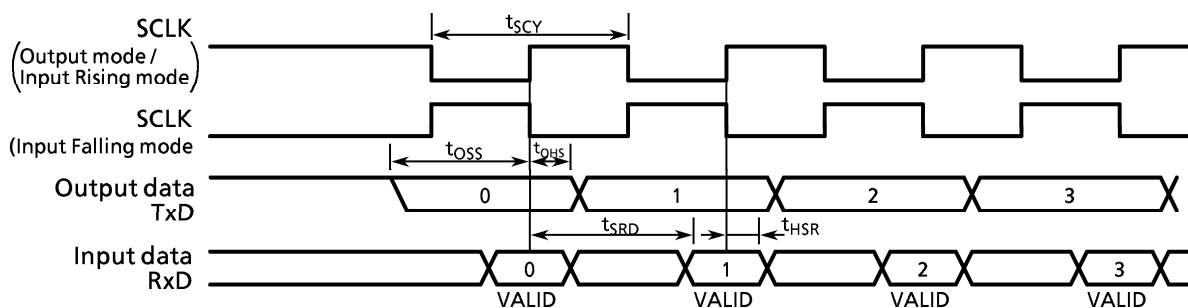 SCLK
(Output mode /
Input Rising mode)
tSCY
SCLK
(Input Falling mode
tOSS
tOHS
Output data
TxD
0
1
2
3
tSRD
tHSR
Input data
RxD
0
1
2
3
VALID
VALID
VALID
VALID